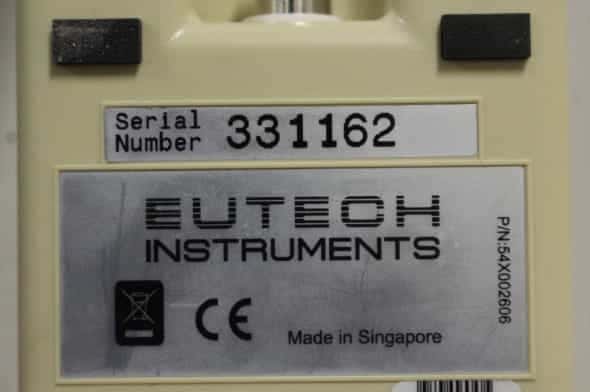 Serial
Number 331162
EUTECH
INSTRUMENTS
P/N:54X002606
CE
Made in Singapore